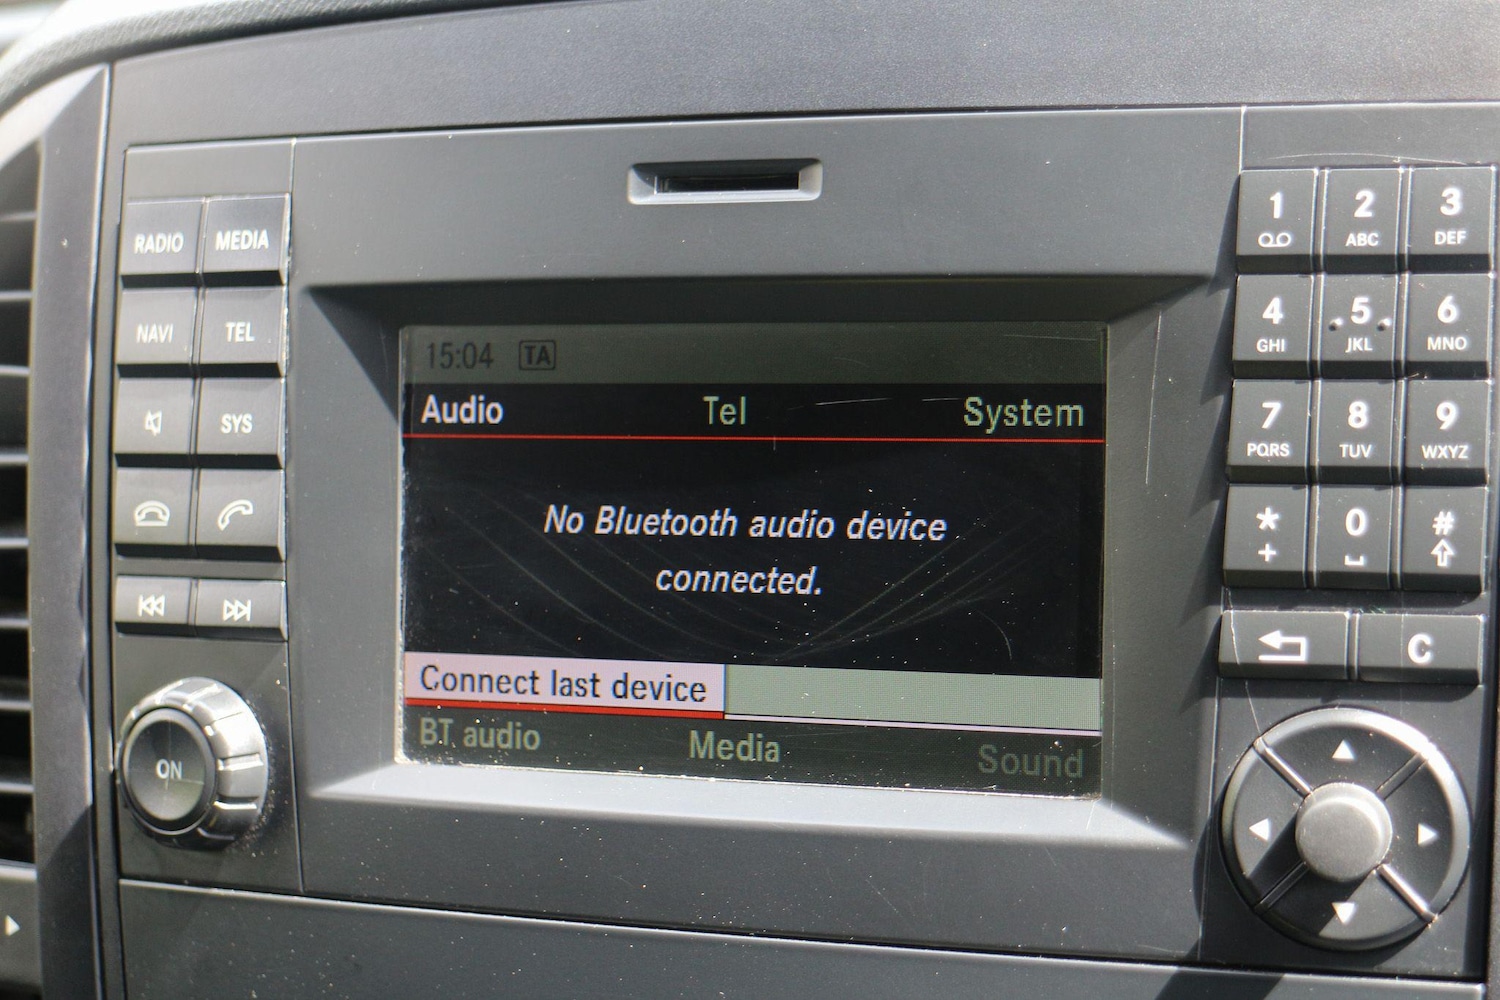 RADIO MEDIA
NAVI TEL
SYS
ON
15:04 TA
Audio Tel System
No Bluetooth audio device
connected.
Connect last device
BT audio Media Sound
1 2 3
ABC DEF
4 5 6
GHI JKL MNO
7 8 9
PQRS TUV WXYZ
* 0 #
+
C